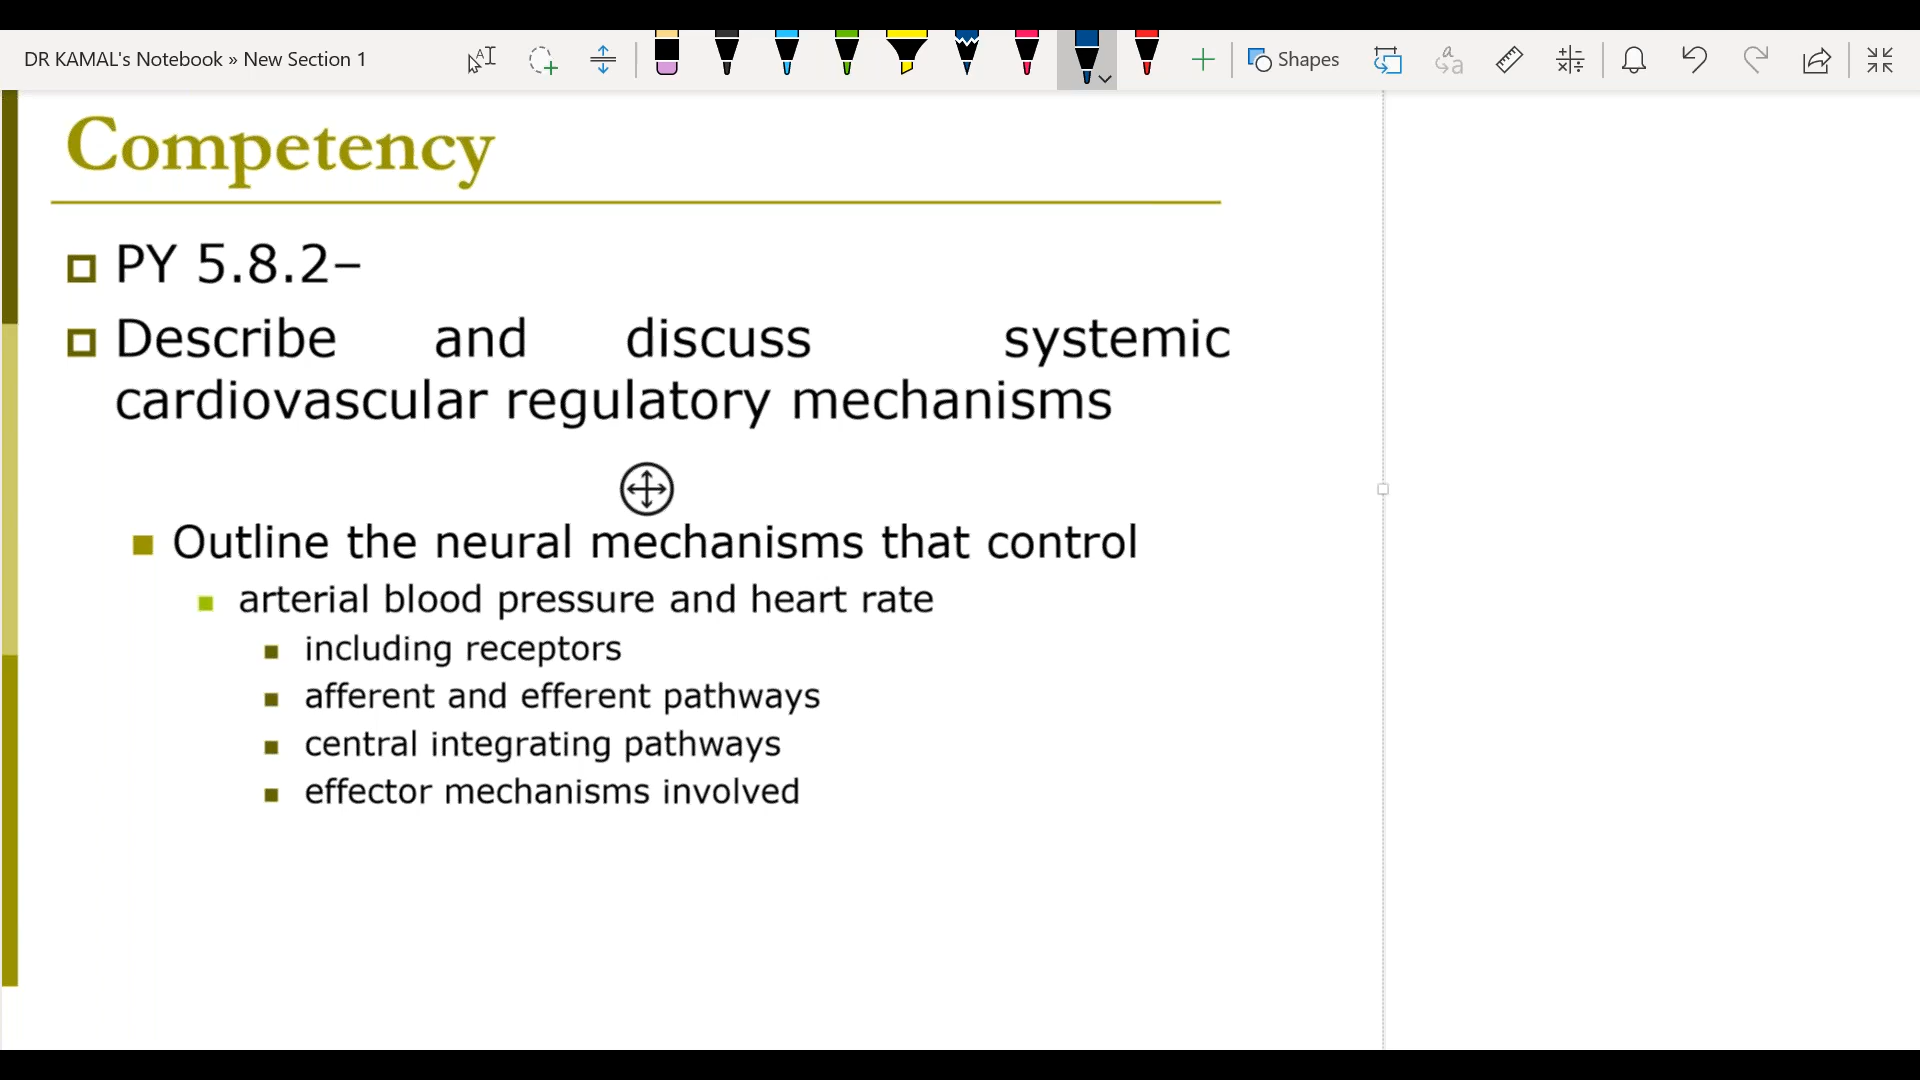 DR KAMAL's Notebook » New Section 1
Shapes
Competency
PY 5.8.2–
Describe and discuss systemic
cardiovascular regulatory mechanisms
Outline the neural mechanisms that control
arterial blood pressure and heart rate
including receptors
afferent and efferent pathways
central integrating pathways
effector mechanisms involved